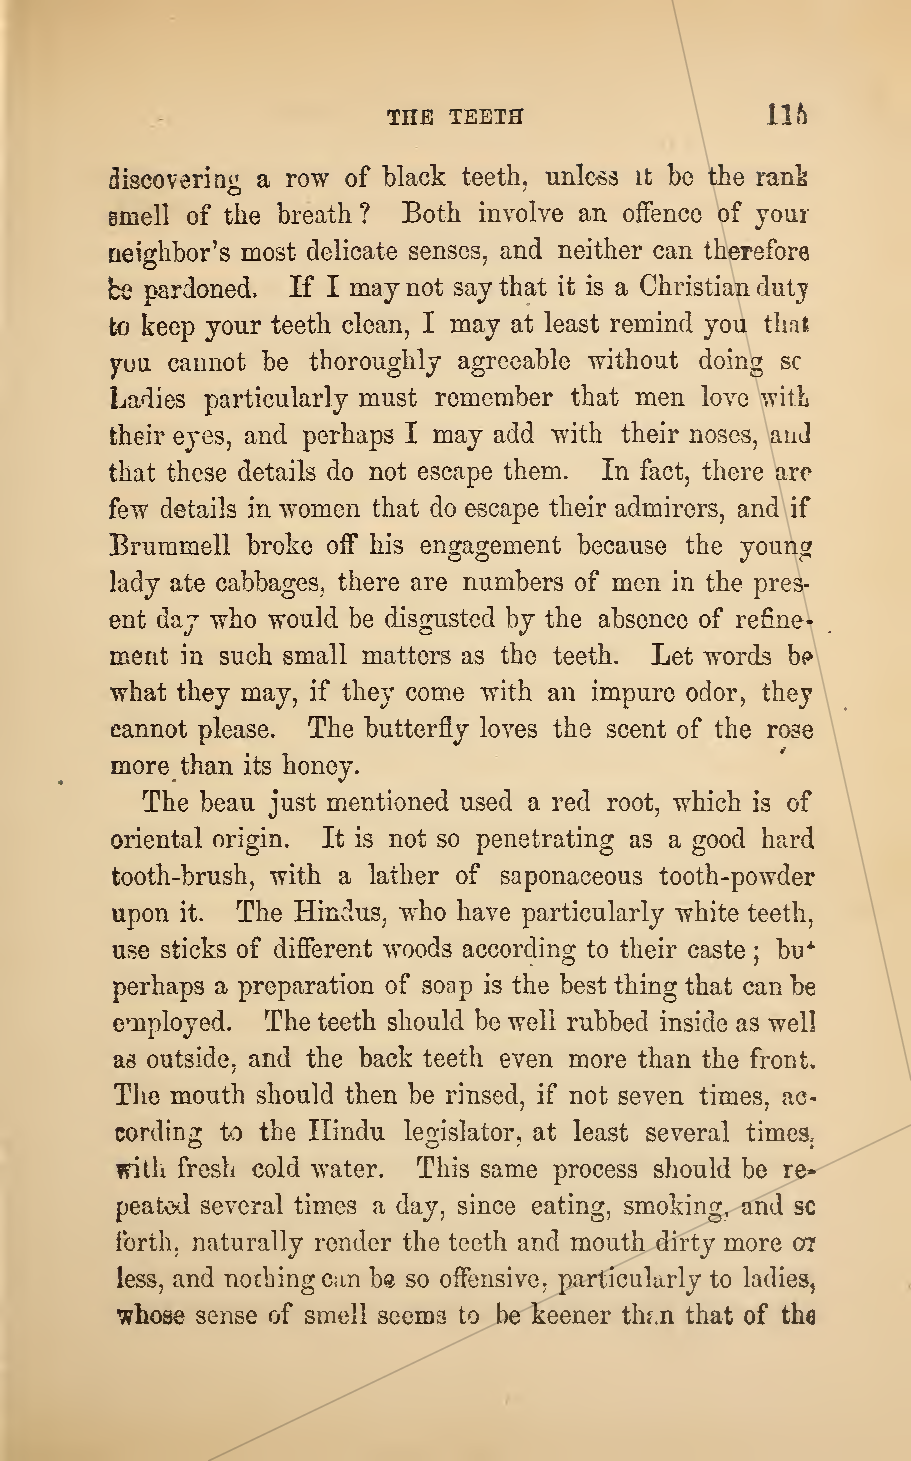 THE TEETH 115
discovering a row of black teeth, unless it be the rank
smell of the breath? Both involve an offence of your
neighbor's most delicate senses, and neither can therefore
be pardoned. If I may not say that it is a Christian duty
to keep your teeth clean, I may at least remind you that
you cannot be thoroughly agreeable without doing so
Ladies particularly must remember that men love with
their eyes, and perhaps I may add with their noses, and
that these details do not escape them. In fact, there are
few details in women that do escape their admirers, and if
Brummell broke off his engagement because the young
lady ate cabbages, there are numbers of men in the pres-
ent day who would be disgusted by the absence of refine-
ment in such small matters as the teeth. Let words be
what they may, if they come with an impure odor, they
cannot please. The butterfly loves the scent of the rose
more than its honey.
The beau just mentioned used a red root, which is of
oriental origin. It is not so penetrating as a good hard
tooth-brush, with a lather of saponaceous tooth-powder
upon it. The Hindus, who have particularly white teeth,
use sticks of different woods according to their caste; but
perhaps a preparation of soap is the best thing that can be
employed. The teeth should be well rubbed inside as well
as outside, and the back teeth even more than the front.
The mouth should then be rinsed, if not seven times, ac-
cording to the Hindu legislator, at least several times,
with fresh cold water. This same process should be re-
peated several times a day, since eating, smoking, and so
forth, naturally render the teeth and mouth dirty more or
less, and nothing can be so offensive, particularly to ladies,
whose sense of smell seems to be keener than that of the